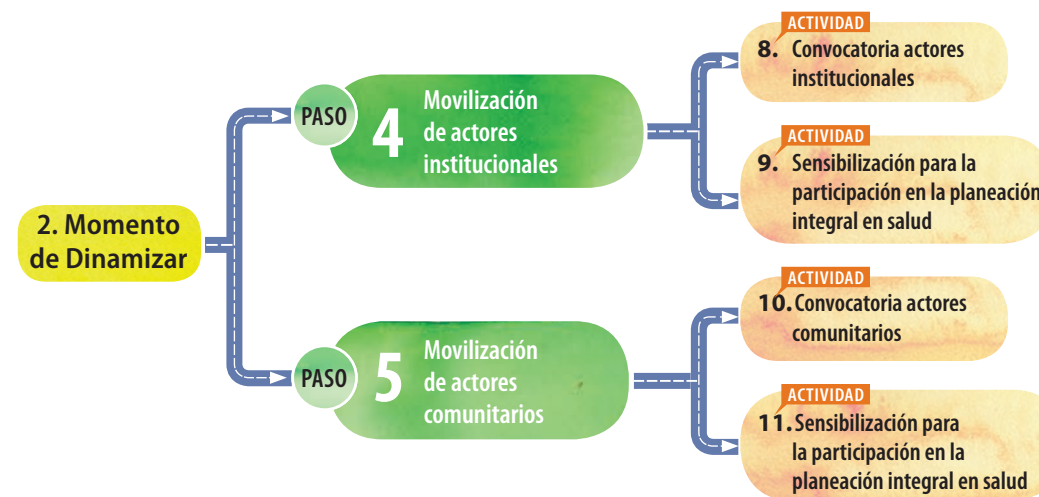 2. Momento
de Dinamizar
PASO
4
Movilización
de actores
institucionales
ACTIVIDAD
8. Convocatoria actores
institucionales
ACTIVIDAD
9. Sensibilización para la
participación en la planeación
integral en salud
PASO
5
Movilización
de actores
comunitarios
ACTIVIDAD
10. Convocatoria actores
comunitarios
ACTIVIDAD
11. Sensibilización para
la participación en la
planeación integral en salud